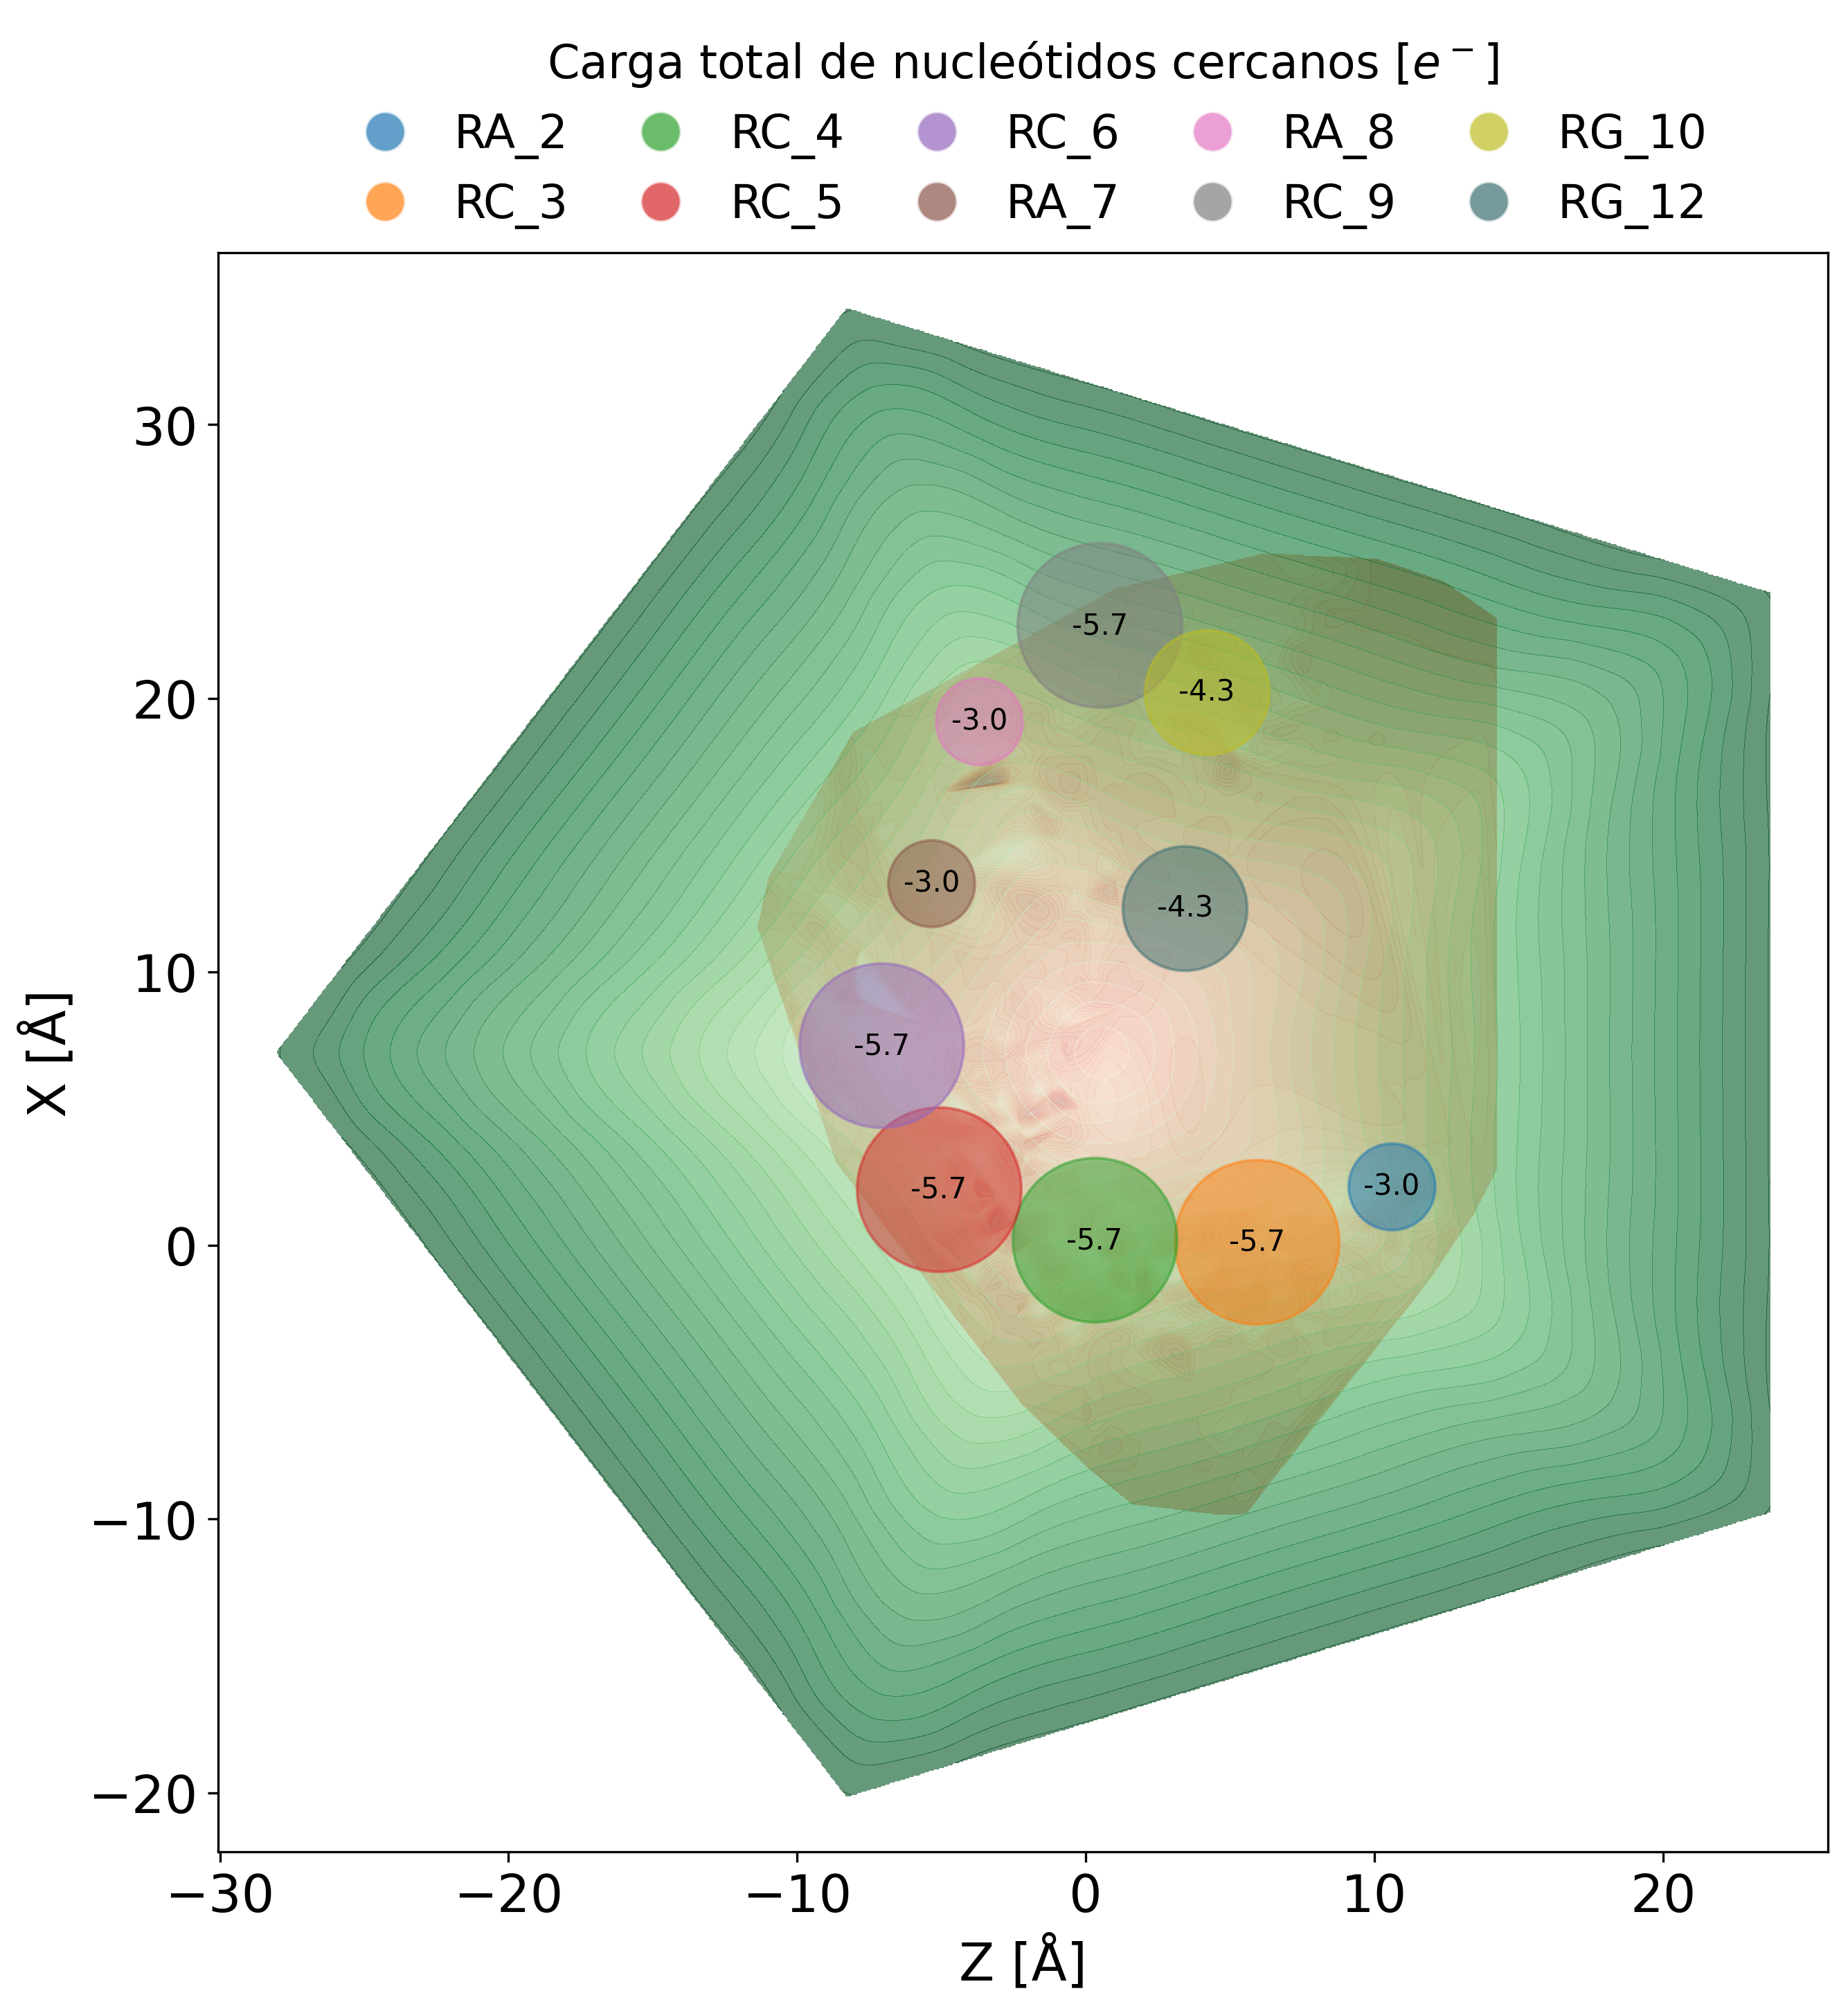 Carga total de nucleótidos cercanos [e⁻]
RA_2 RC_4 RC_6 RA_8 RG_10
RC_3 RC_5 RA_7 RC_9 RG_12
30
-5.7
-4.3
20
-3.0
-3.0
-4.3
10
-5.7
X [Å]
-5.7
-3.0
0
-5.7
-5.7
−10
−20
−30 −20 −10 0 10 20
Z [Å]